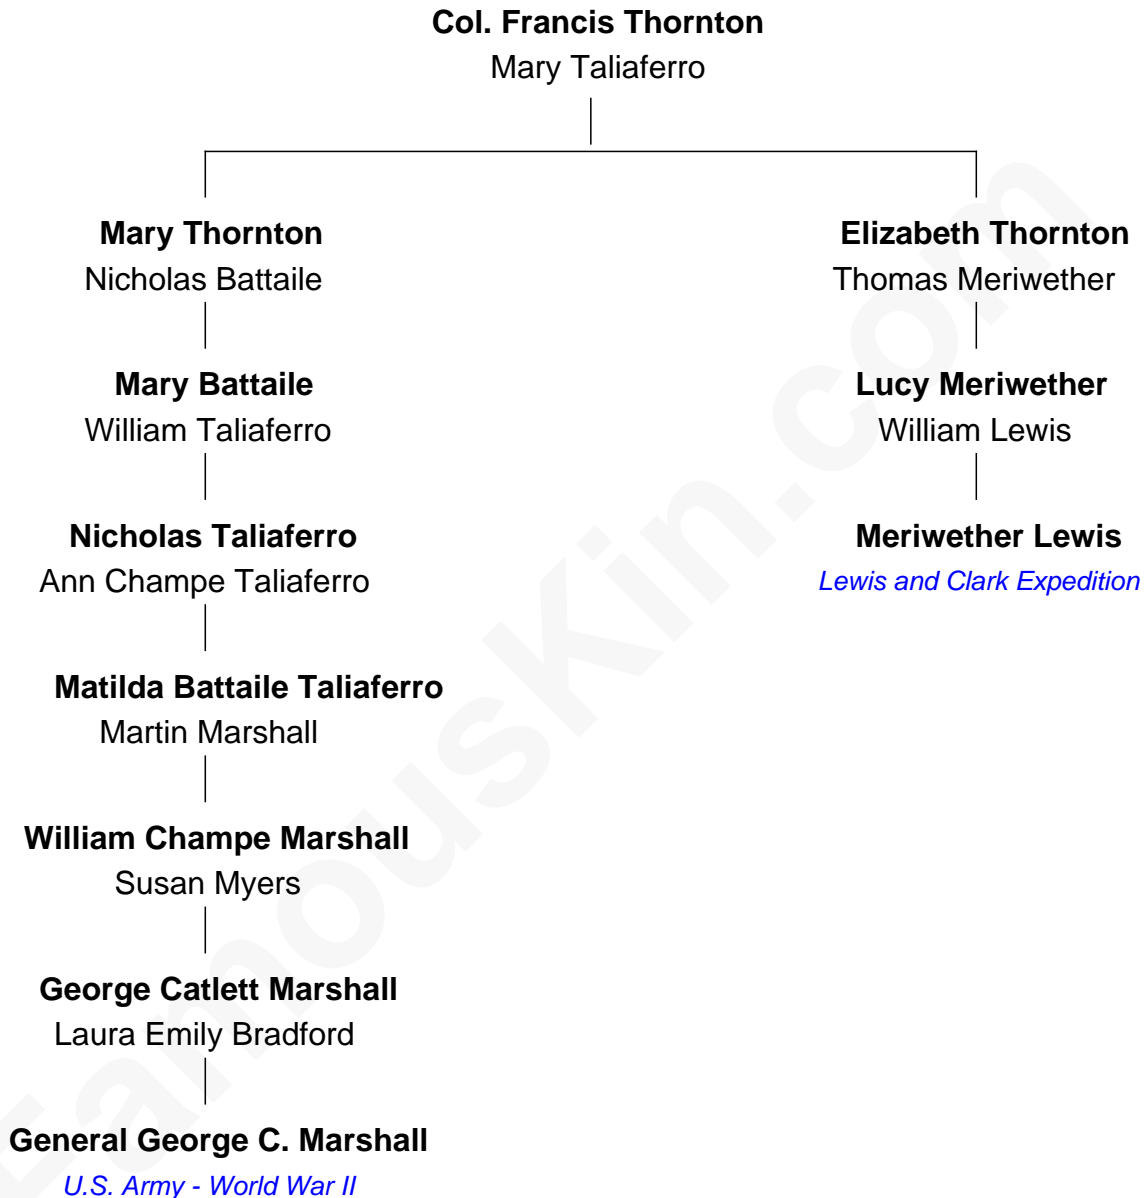 Col. Francis Thornton
Mary Taliaferro
Mary Thornton
Nicholas Battaile
Elizabeth Thornton
Thomas Meriwether
Mary Battaile
William Taliaferro
Lucy Meriwether
William Lewis
Nicholas Taliaferro
Ann Champe Taliaferro
Meriwether Lewis
Lewis and Clark Expedition
Matilda Battaile Taliaferro
Martin Marshall
William Champe Marshall
Susan Myers
George Catlett Marshall
Laura Emily Bradford
General George C. Marshall
U.S. Army - World War II
FamousKin.com